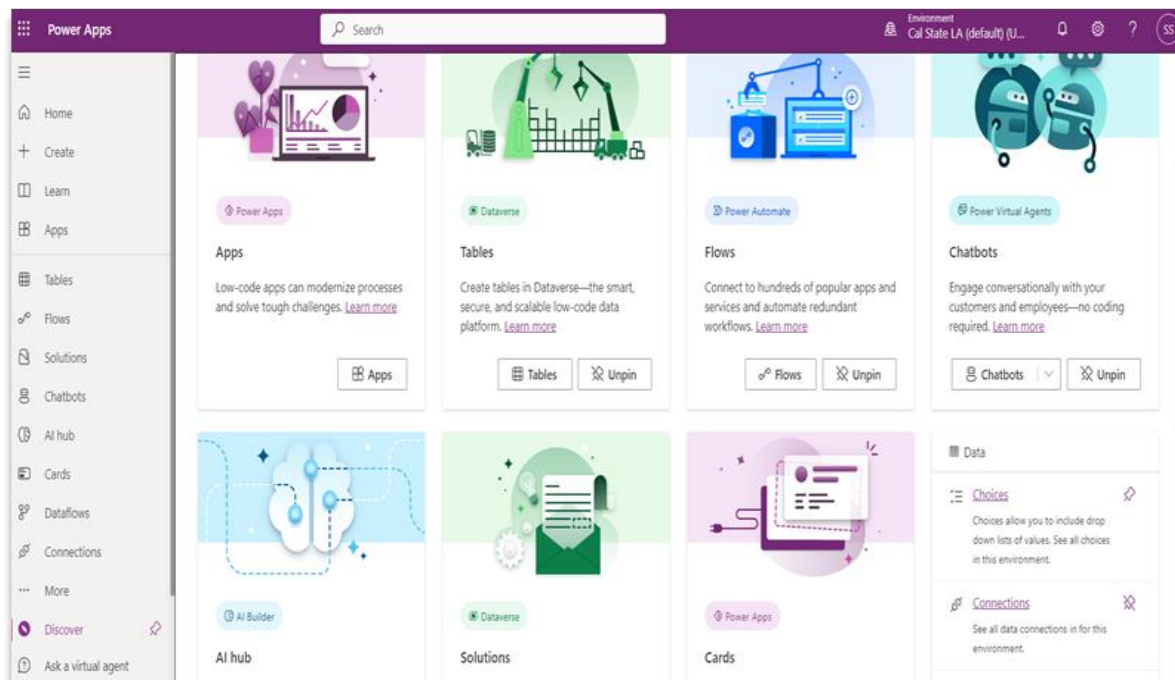 Power Apps
Search
Environment
Cal State LA (default) (U...
?
SS
Home
Create
Learn
Apps
Tables
Flows
Solutions
Chatbots
AI hub
Cards
Dataflows
Connections
More
Discover
Ask a virtual agent
Power Apps
Apps
Low-code apps can modernize processes
and solve tough challenges. Learn more
Apps
Dataverse
Tables
Create tables in Dataverse—the smart,
secure, and scalable low-code data
platform. Learn more
Tables
Unpin
Power Automate
Flows
Connect to hundreds of popular apps and
services and automate redundant
workflows. Learn more
Flows
Unpin
Power Virtual Agents
Chatbots
Engage conversationally with your
customers and employees—no coding
required. Learn more
Chatbots
Unpin
AI Builder
AI hub
Dataverse
Solutions
Power Apps
Cards
Data
Choices
Choices allow you to include drop
down lists of values. See all choices
in this environment.
Connections
See all data connections in for this
environment.